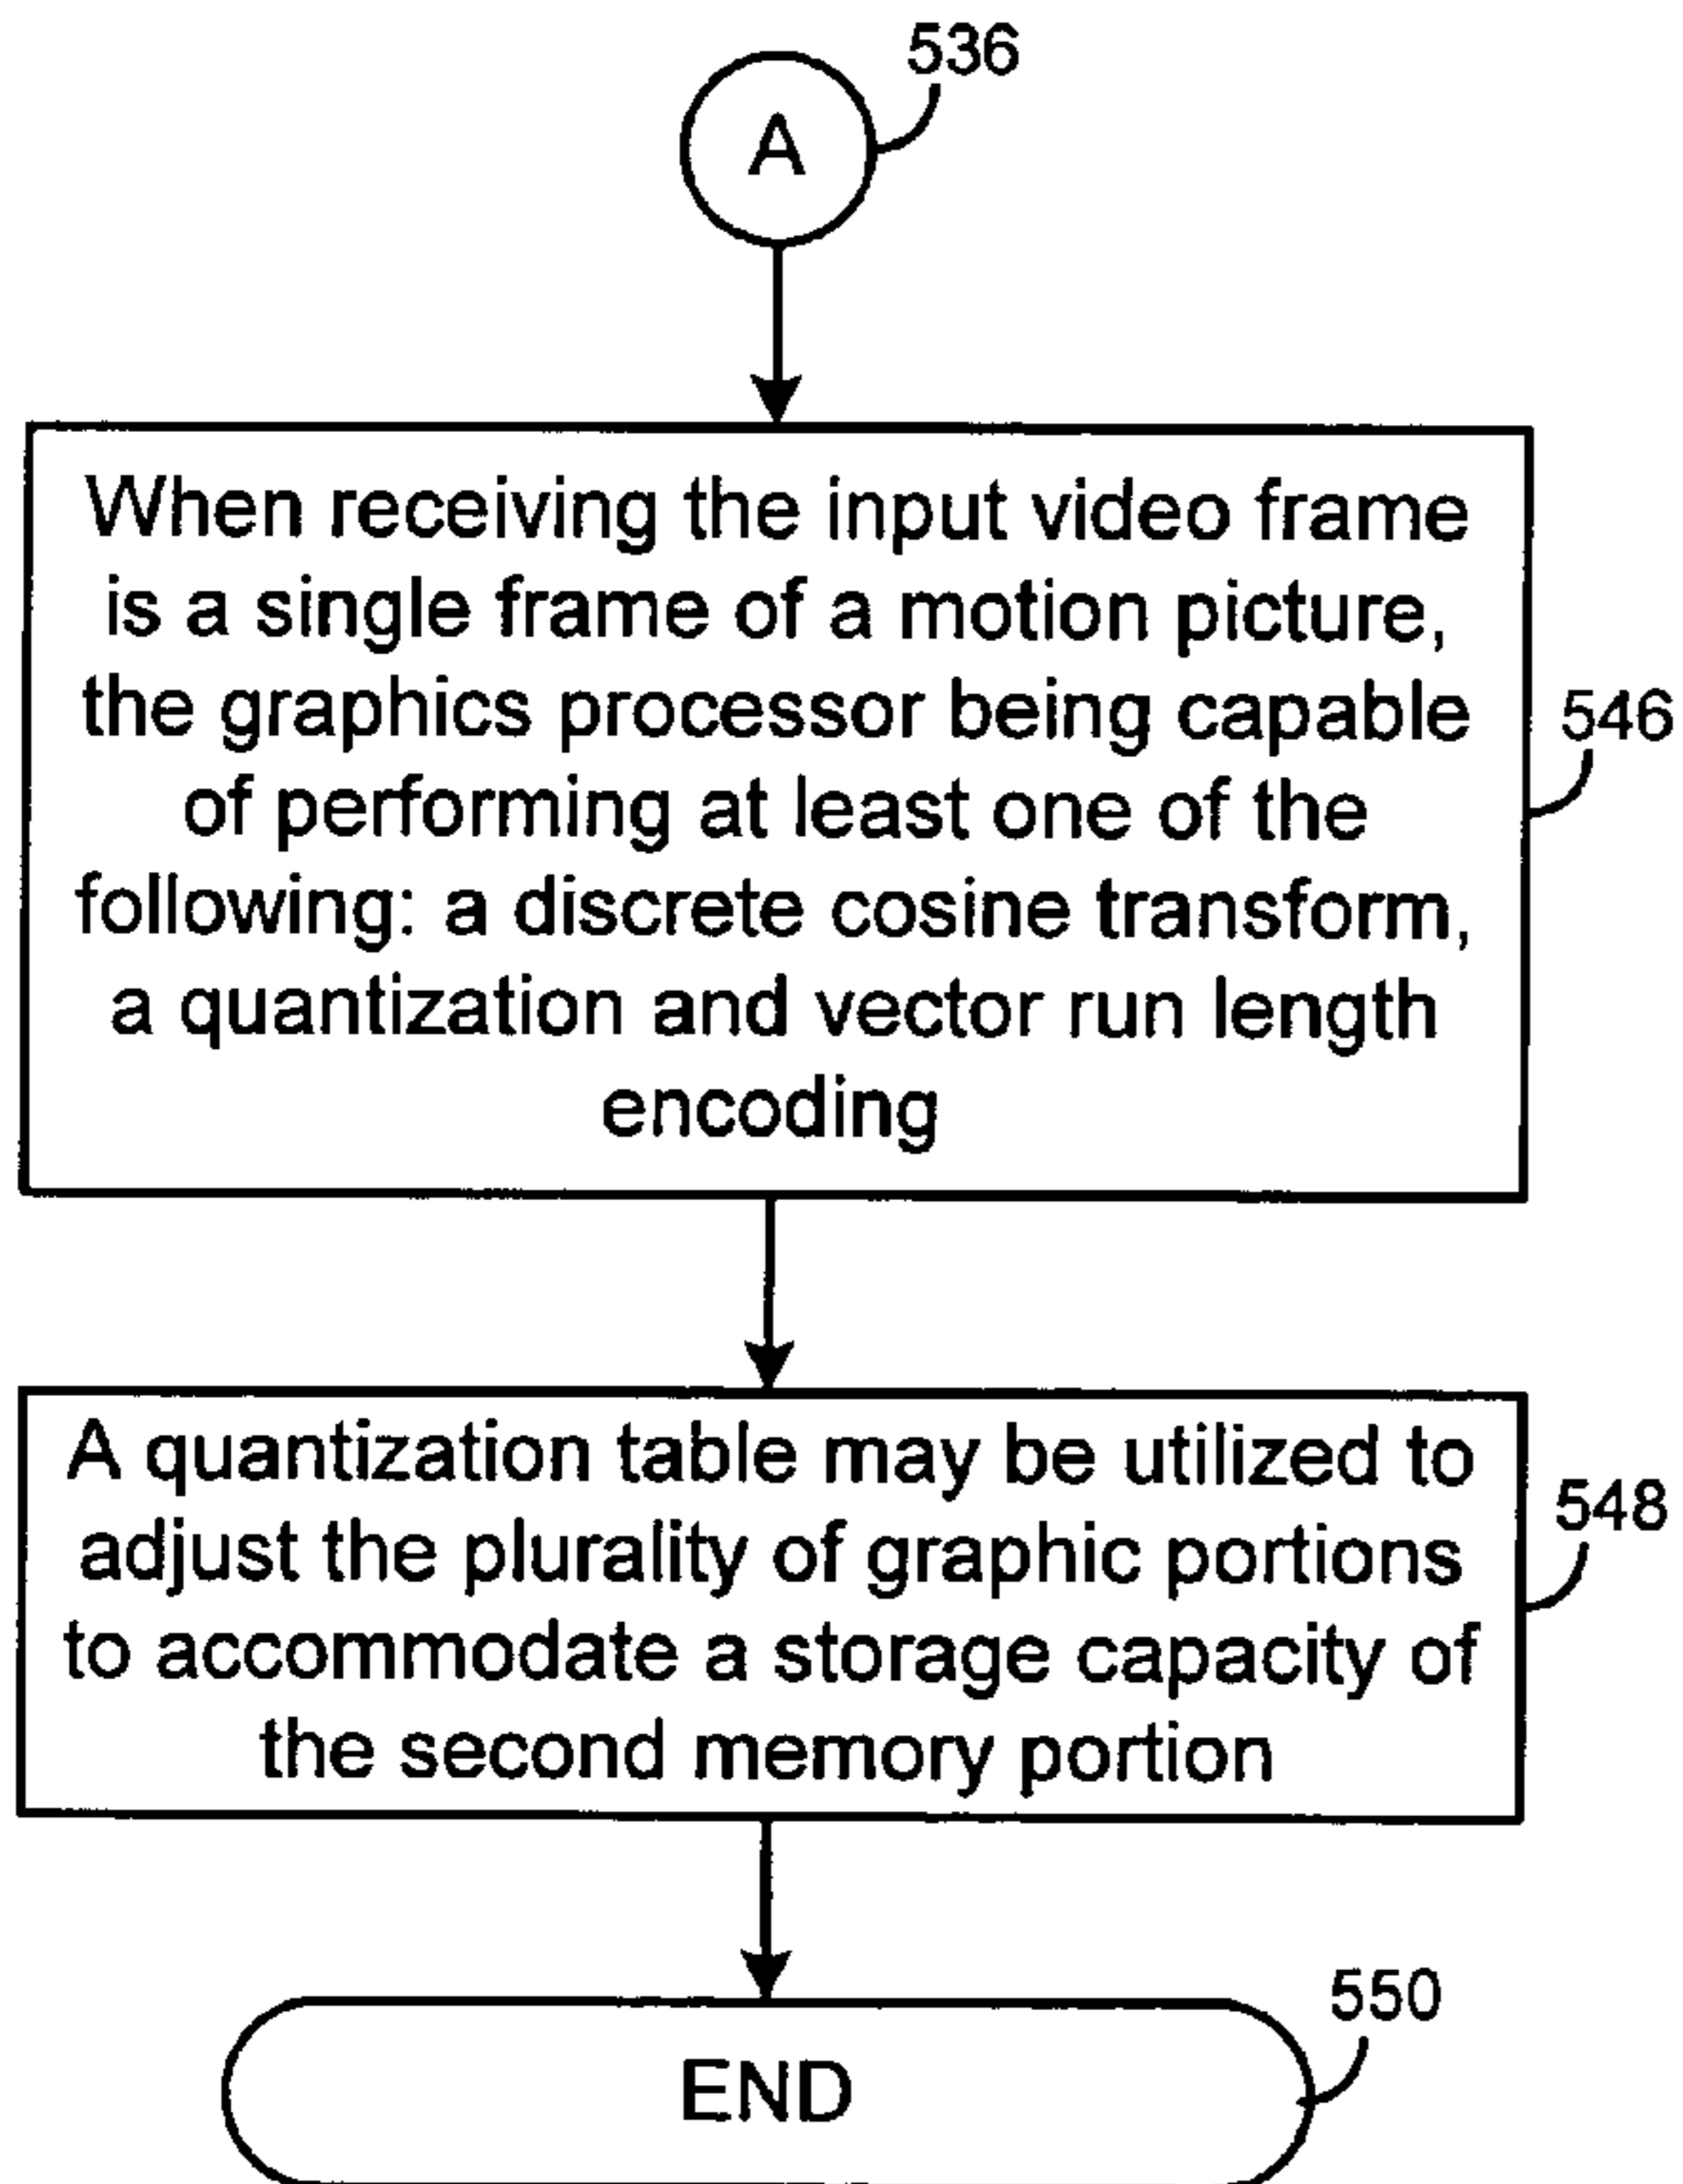 536
A
When receiving the input video frame
is a single frame of a motion picture,
the graphics processor being capable
of performing at least one of the
following: a discrete cosine transform,
a quantization and vector run length
encoding
546
A quantization table may be utilized to
adjust the plurality of graphic portions
to accommodate a storage capacity of
the second memory portion
548
550
END